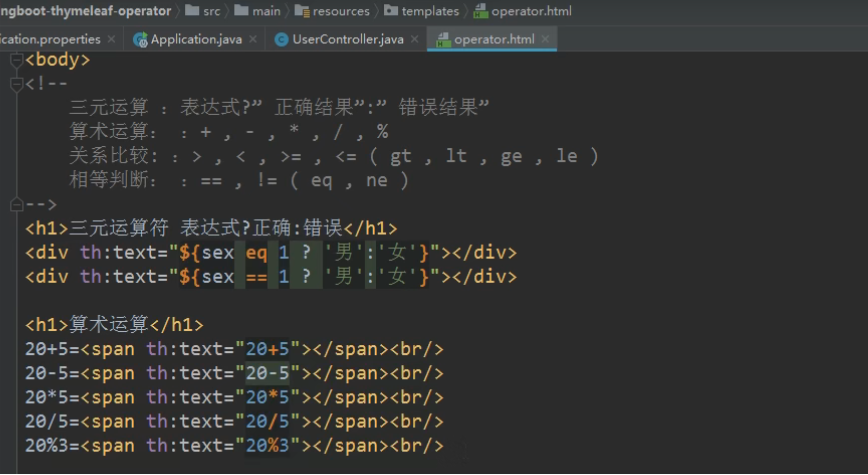 ngboot-thymeleaf-operator src main resources templates operator.html
ication.properties × Application.java × UserController.java × operator.html ×
<body>
<!--
三元运算 : 表达式?” 正确结果”:” 错误结果”
算术运算: : + , - , * , / , %
关系比较: : > , < , >= , <= ( gt , lt , ge , le )
相等判断: : == , != ( eq , ne )
-->
<h1>三元运算符 表达式?正确:错误</h1>
<div th:text="${sex eq 1 ? '男':'女'}"></div>
<div th:text="${sex == 1 ? '男':'女'}"></div>
<h1>算术运算</h1>
20+5=<span th:text="20+5"></span><br/>
20-5=<span th:text="20-5"></span><br/>
20*5=<span th:text="20*5"></span><br/>
20/5=<span th:text="20/5"></span><br/>
20%3=<span th:text="20%3"></span><br/>